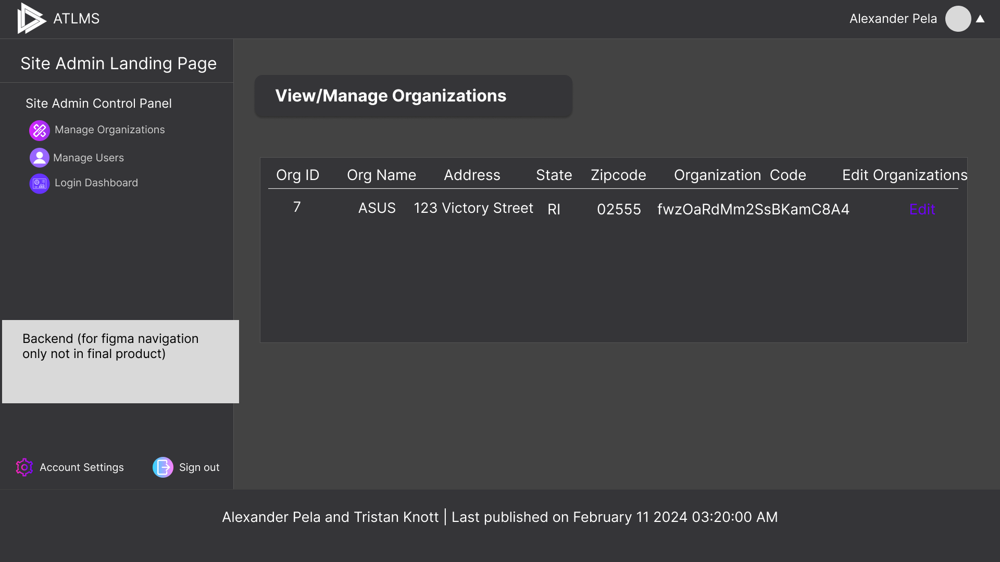 ATLMS
Alexander Pela
Site Admin Landing Page
Site Admin Control Panel
Manage Organizations
Manage Users
Login Dashboard
View/Manage Organizations
Org ID Org Name Address State Zipcode Organization Code Edit Organizations
7 ASUS 123 Victory Street RI 02555 fwzOaRdMm2SsBKamC8A4 Edit
Backend (for figma navigation
only not in final product)
Account Settings
Sign out
Alexander Pela and Tristan Knott | Last published on February 11 2024 03:20:00 AM